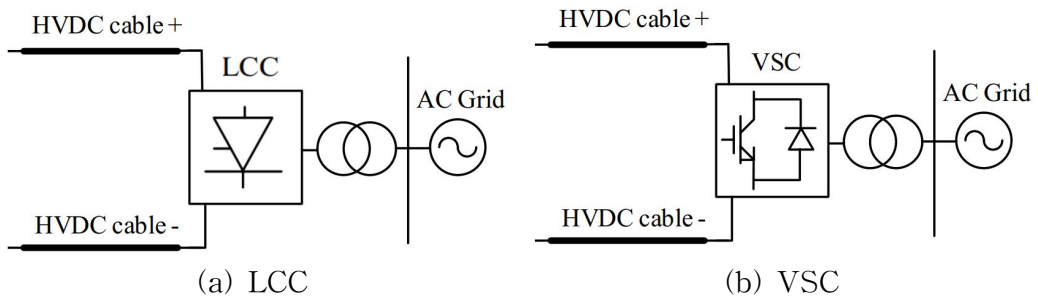 HVDC cable +
LCC
AC Grid
HVDC cable -
(a) LCC
HVDC cable +
VSC
AC Grid
HVDC cable -
(b) VSC